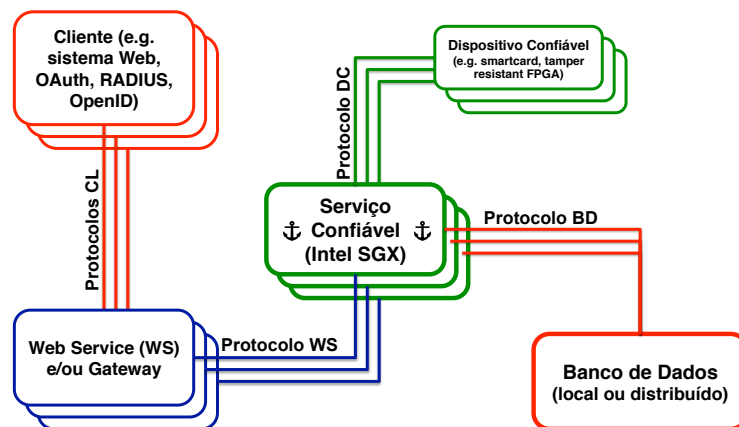 Cliente (e.g.
sistema Web,
OAuth, RADIUS,
OpenID)
Dispositivo Confiável
(e.g. smartcard, tamper
resistant FPGA)
Protocolo DC
Protocolos CL
Serviço
Confiável
(Intel SGX)
Protocolo BD
Web Service (WS)
e/ou Gateway
Protocolo WS
Banco de Dados
(local ou distribuído)